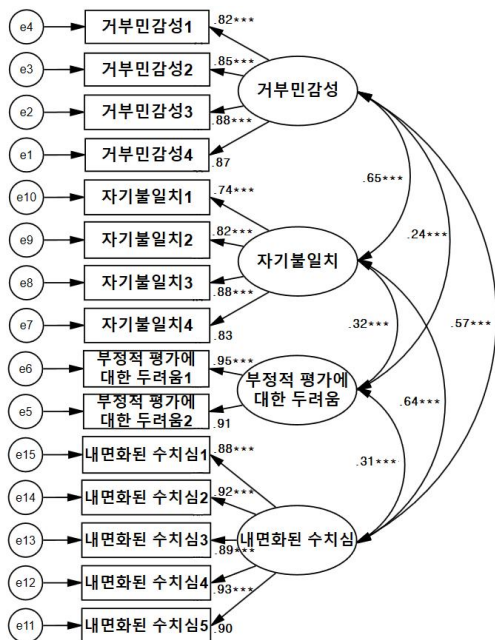 e4
거부민감성1
.82***
e3
거부민감성2
.85***
거부민감성
e2
거부민감성3
.88***
e1
거부민감성4
.87
e10
자기불일치1
.74***
.65***
e9
자기불일치2
.82***
.24***
자기불일치
e8
자기불일치3
.88***
e7
자기불일치4
.83
.32***
.57***
e6
부정적 평가에
대한 두려움1
.95***
부정적 평가에
대한 두려움
e5
부정적 평가에
대한 두려움2
.91
.64***
e15
내면화된 수치심1
.88***
.31***
e14
내면화된 수치심2
.92***
e13
내면화된 수치심3
.89***
내면화된 수치심
e12
내면화된 수치심4
.93***
e11
내면화된 수치심5
.90